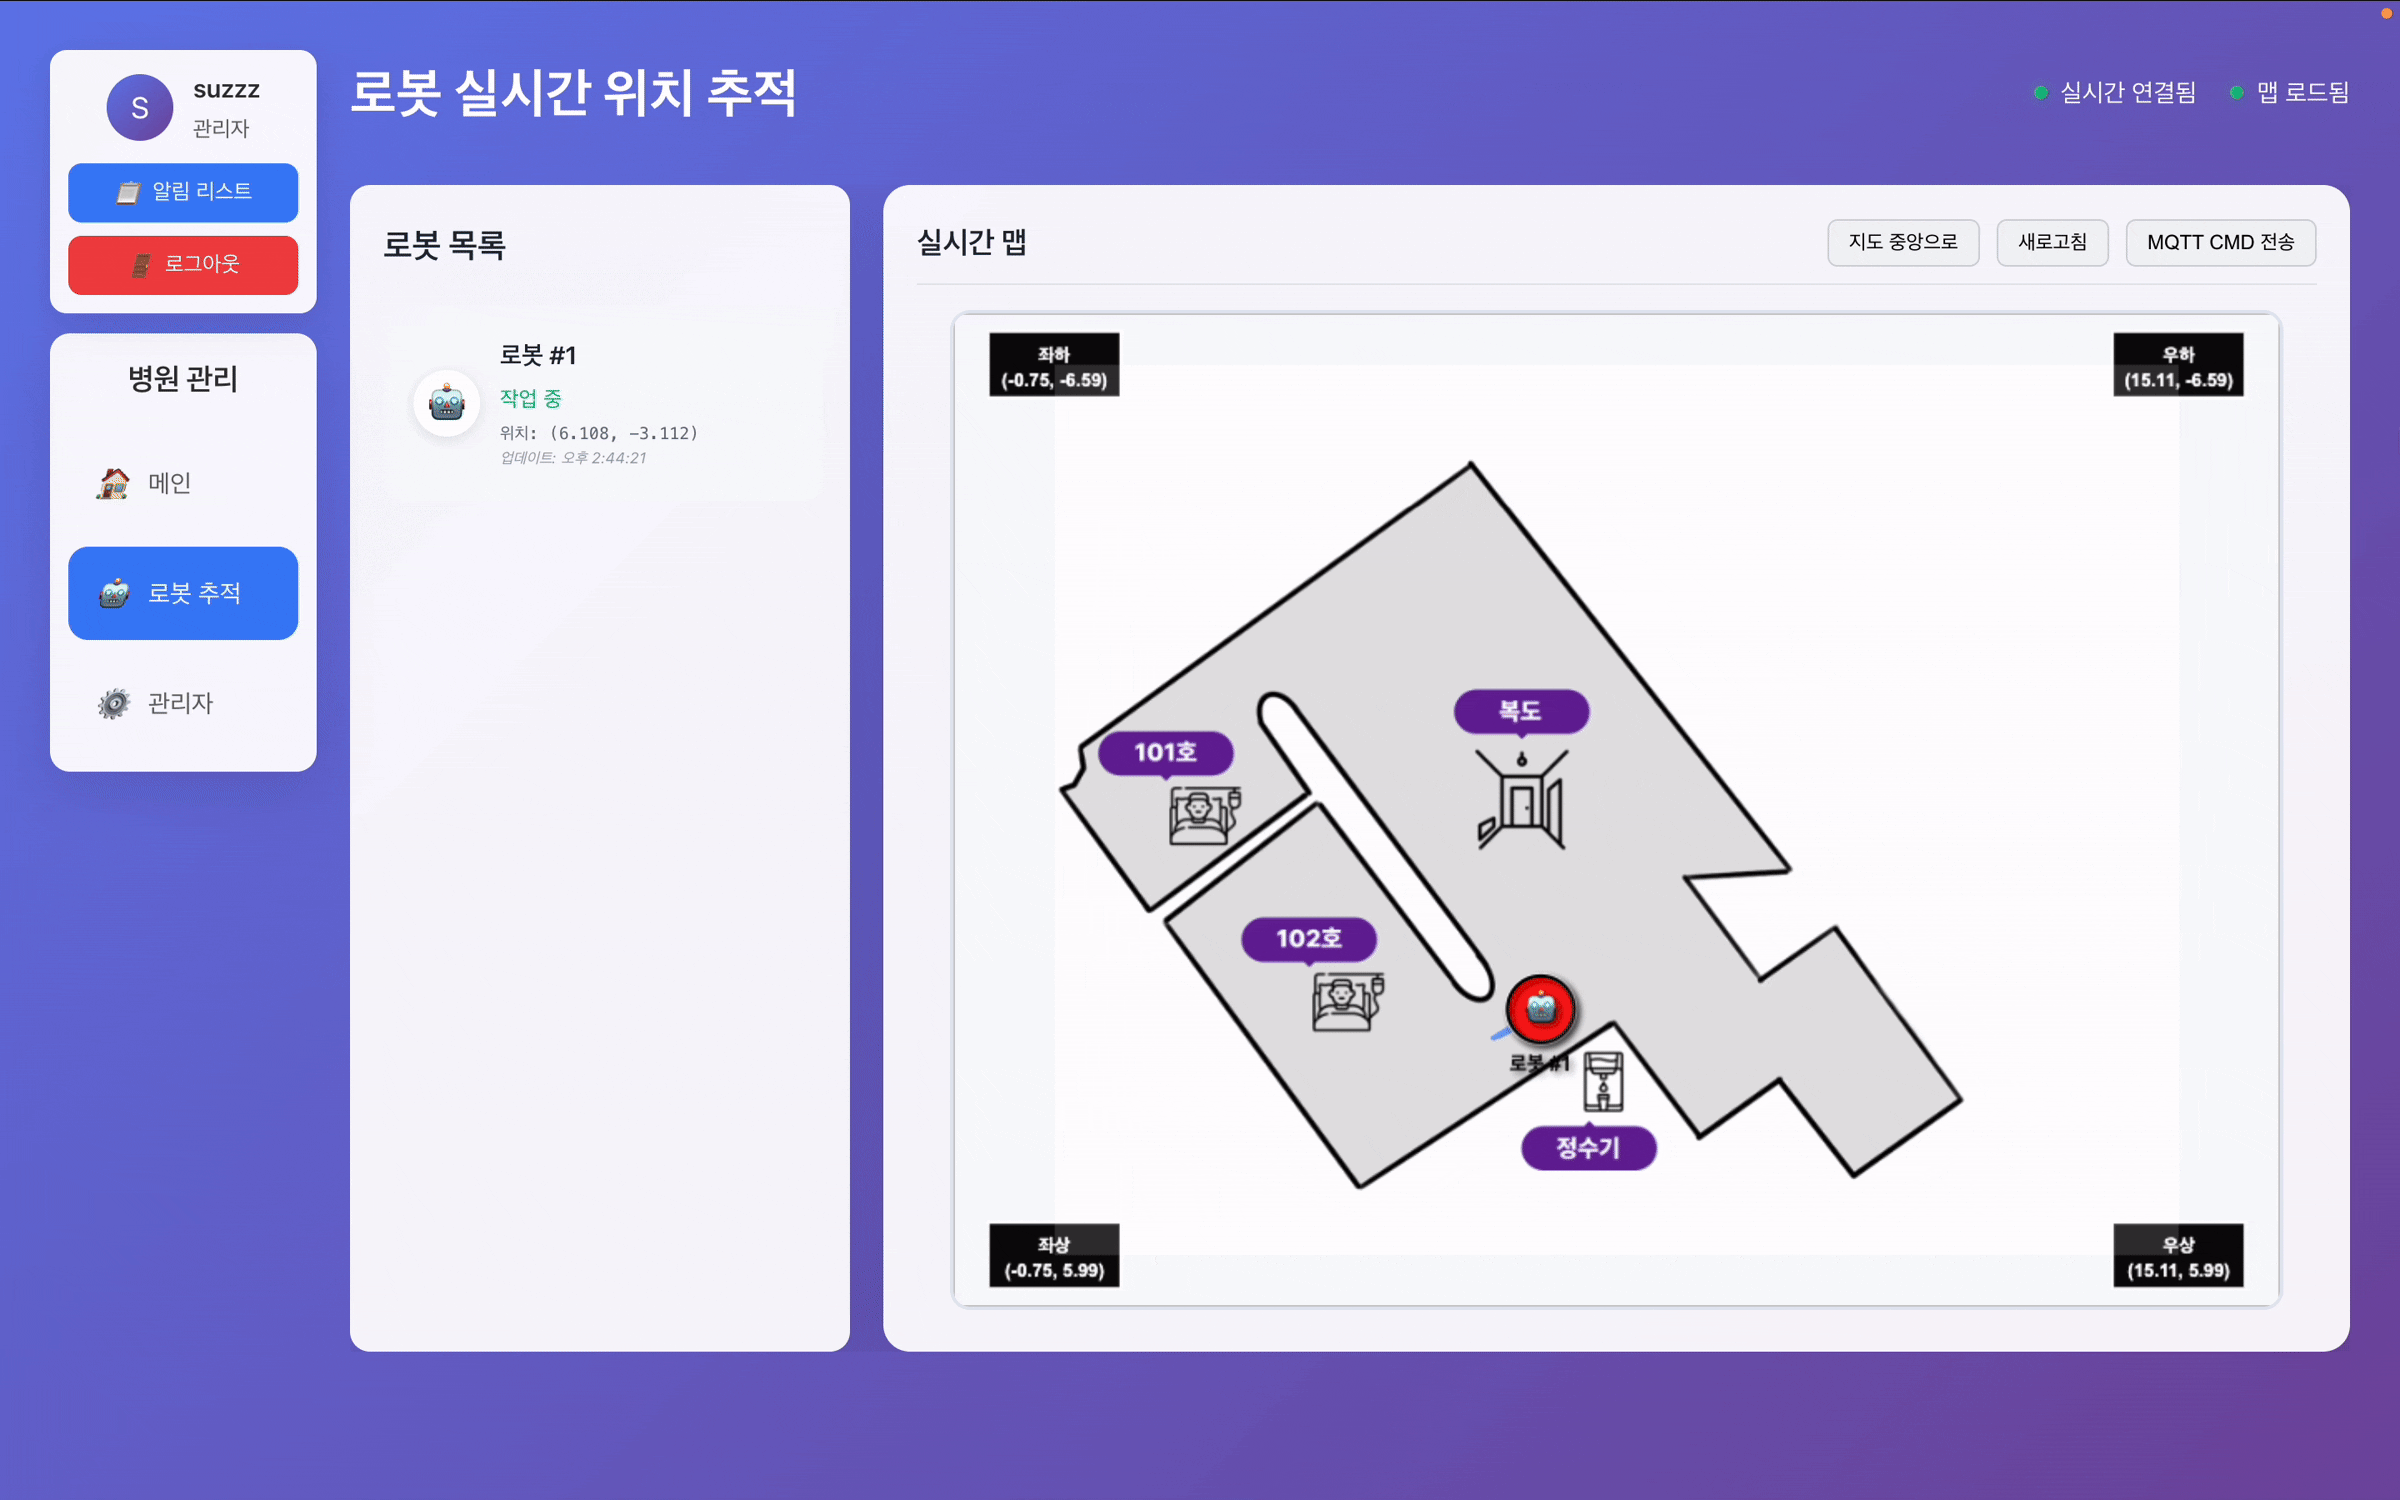 S
suzzz
관리자
알림 리스트
로그아웃
병원 관리
메인
로봇 추적
관리자
로봇 실시간 위치 추적
실시간 연결됨
맵 로드됨
로봇 목록
로봇 #1
작업 중
위치: (6.108, -3.112)
업데이트: 오후 2:44:21
실시간 맵
지도 중앙으로
새로고침
MQTT CMD 전송
좌하
(-0.75, -6.59)
우하
(15.11, -6.59)
복도
101호
102호
로봇 #1
정수기
좌상
(-0.75, 5.99)
우상
(15.11, 5.99)